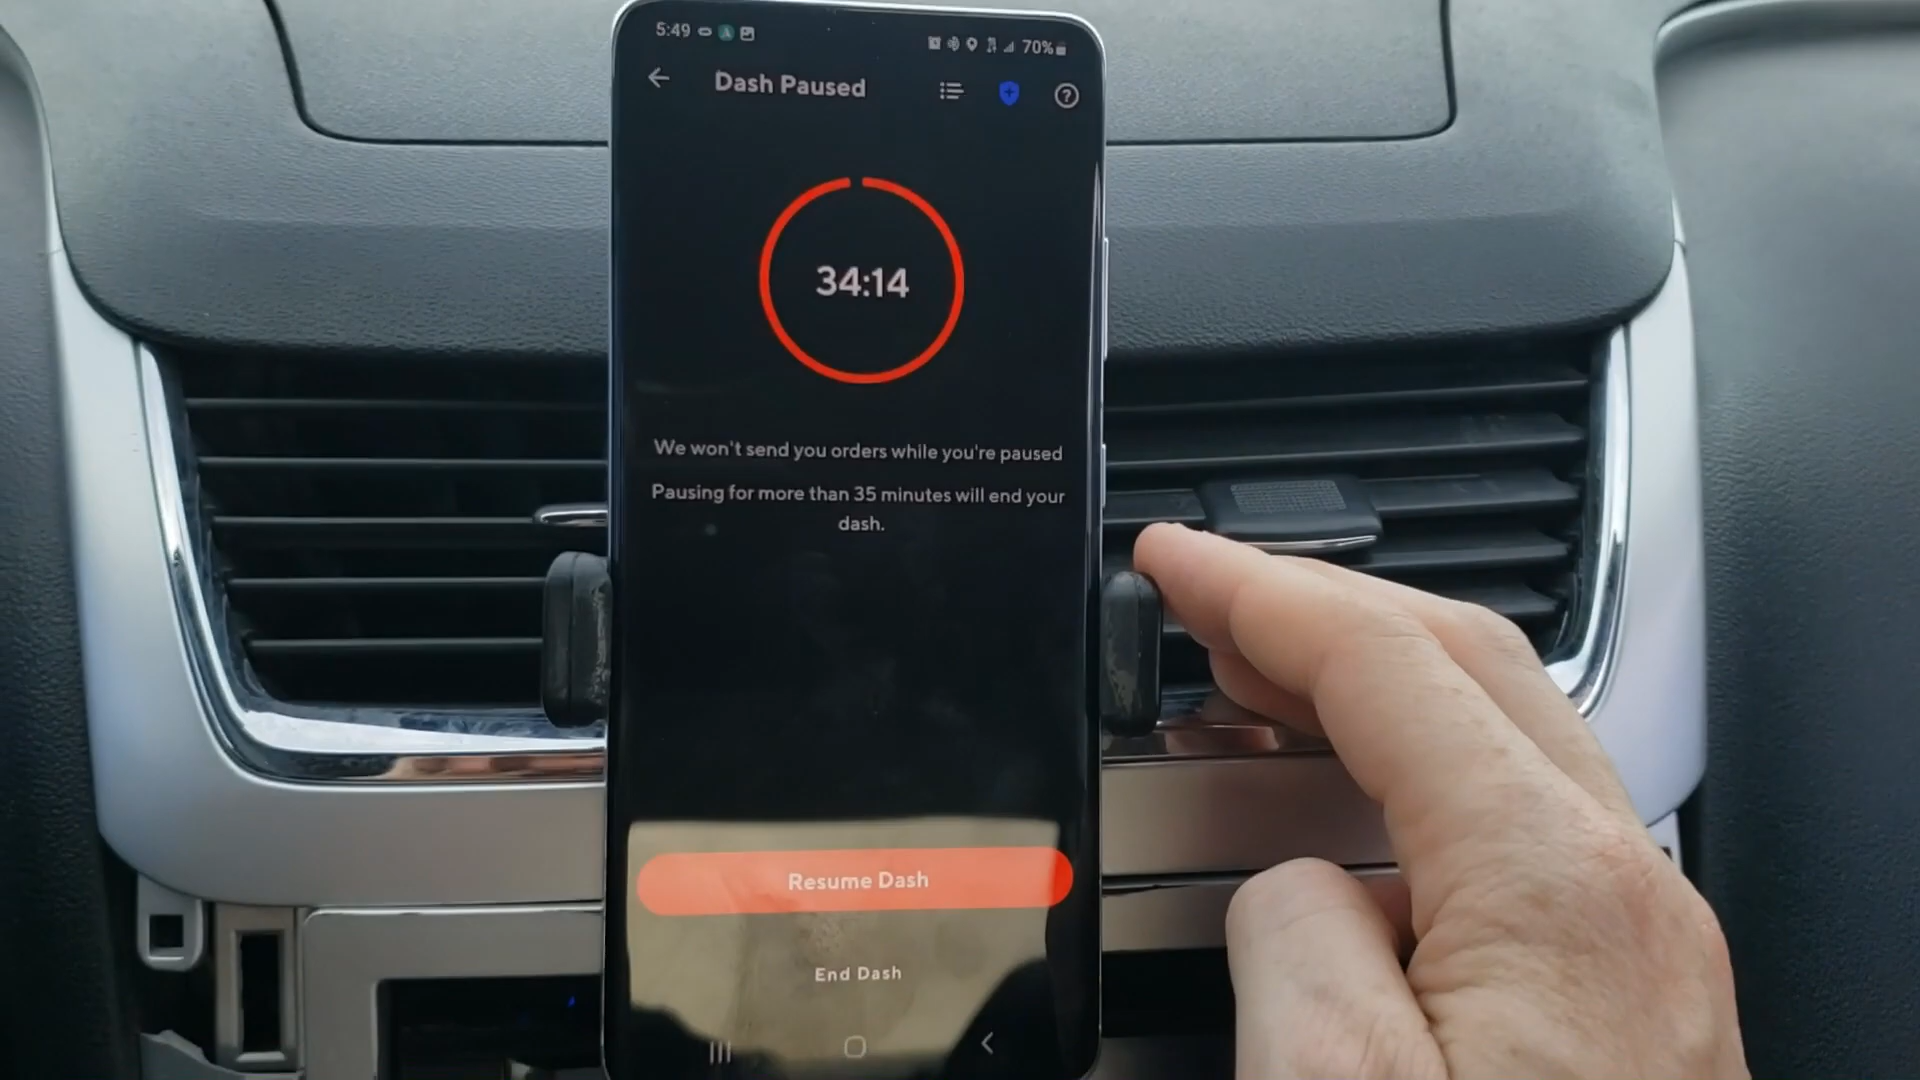 5:49
70%
Dash Paused
34:14
We won't send you orders while you're paused
Pausing for more than 35 minutes will end your
dash.
Resume Dash
End Dash